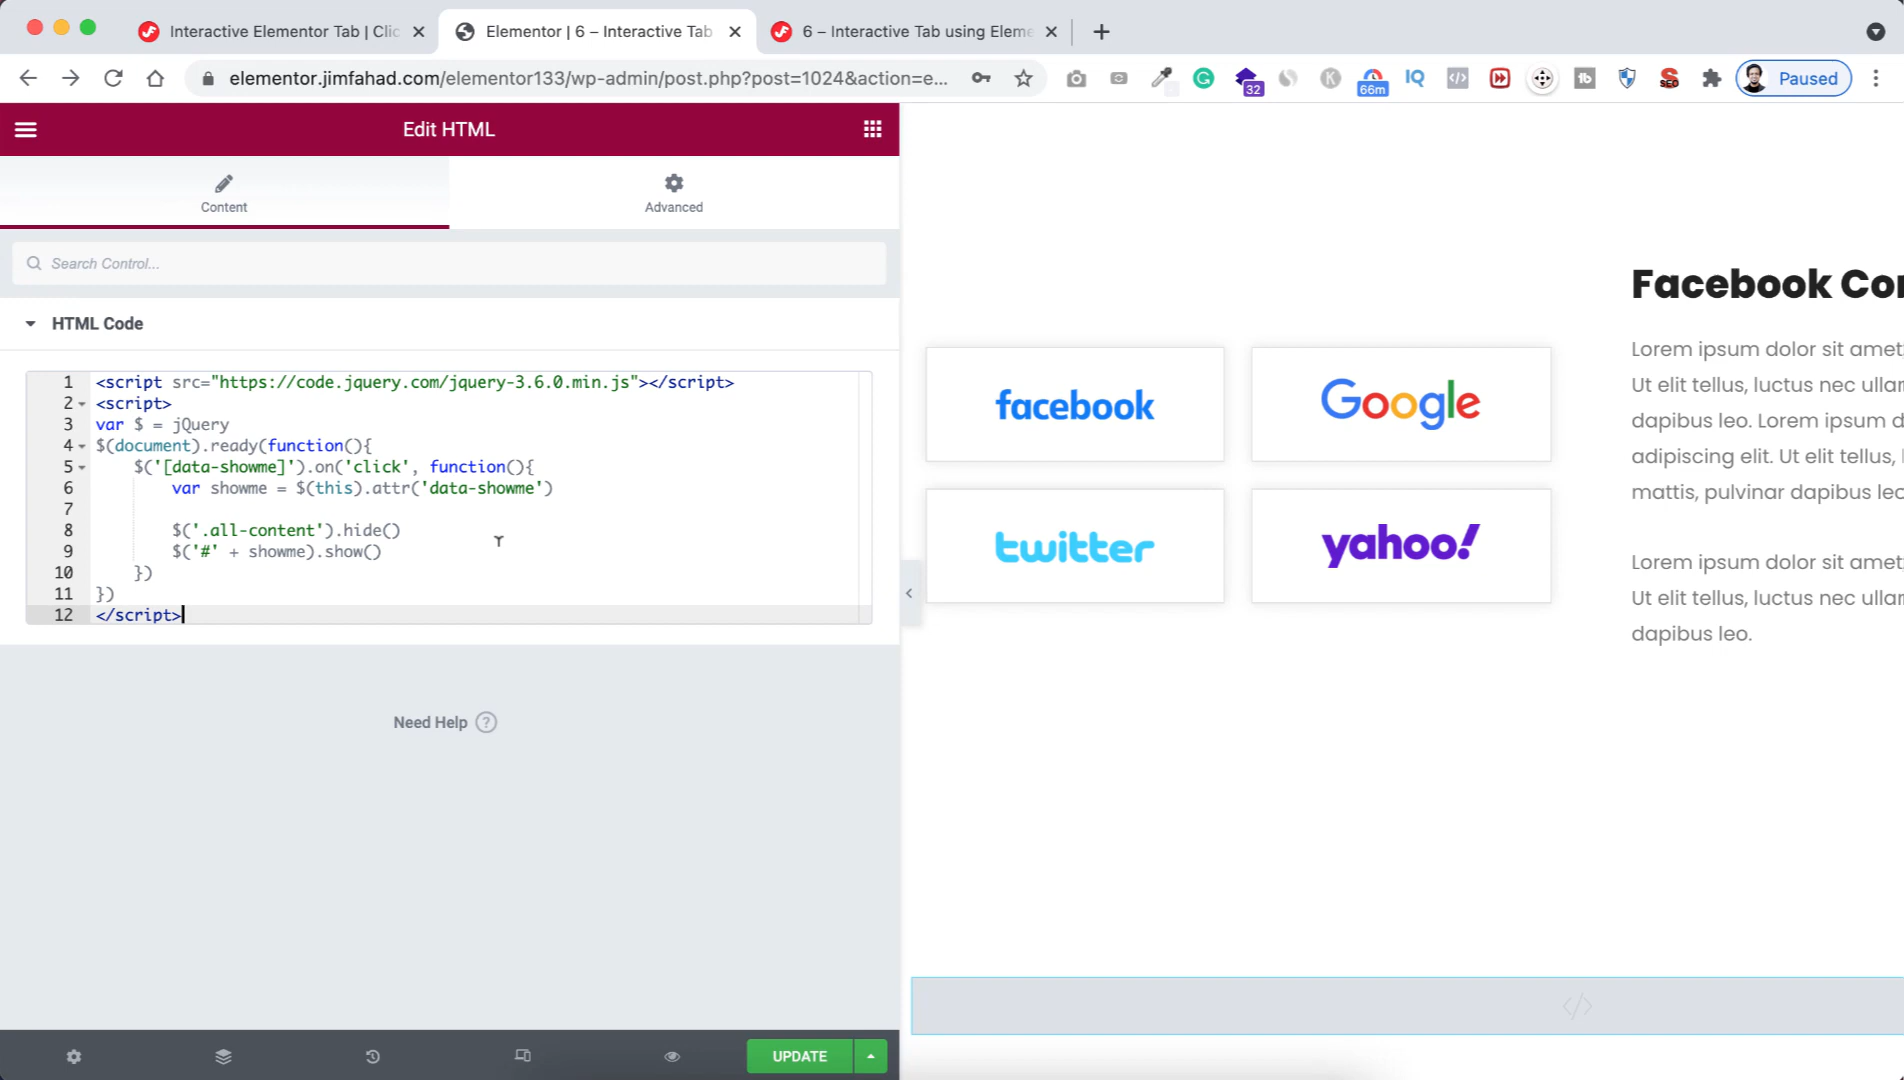 Interactive Elementor Tab | Clic
Elementor | 6 – Interactive Tab
6 – Interactive Tab using Eleme
elementor.jimfahad.com/elementor133/wp-admin/post.php?post=1024&action=e...
32
K
66m
IQ
</>
tb
SEO
Paused
Edit HTML
Content
Advanced
Search Control...
HTML Code
1 <script src="https://code.jquery.com/jquery-3.6.0.min.js"></script>
2 <script>
3 var $ = jQuery
4 $(document).ready(function(){
5 $('[data-showme]').on('click', function(){
6 var showme = $(this).attr('data-showme')
7
8 $('.all-content').hide()
9 $('#' + showme).show()
10 })
11 })
12 </script>
Need Help ?
UPDATE
facebook
Google
twitter
yahoo!
Facebook Co
Lorem ipsum dolor sit amet
Ut elit tellus, luctus nec ullar
dapibus leo. Lorem ipsum d
adipiscing elit. Ut elit tellus,
mattis, pulvinar dapibus leo
Lorem ipsum dolor sit amet
Ut elit tellus, luctus nec ullar
dapibus leo.
</>